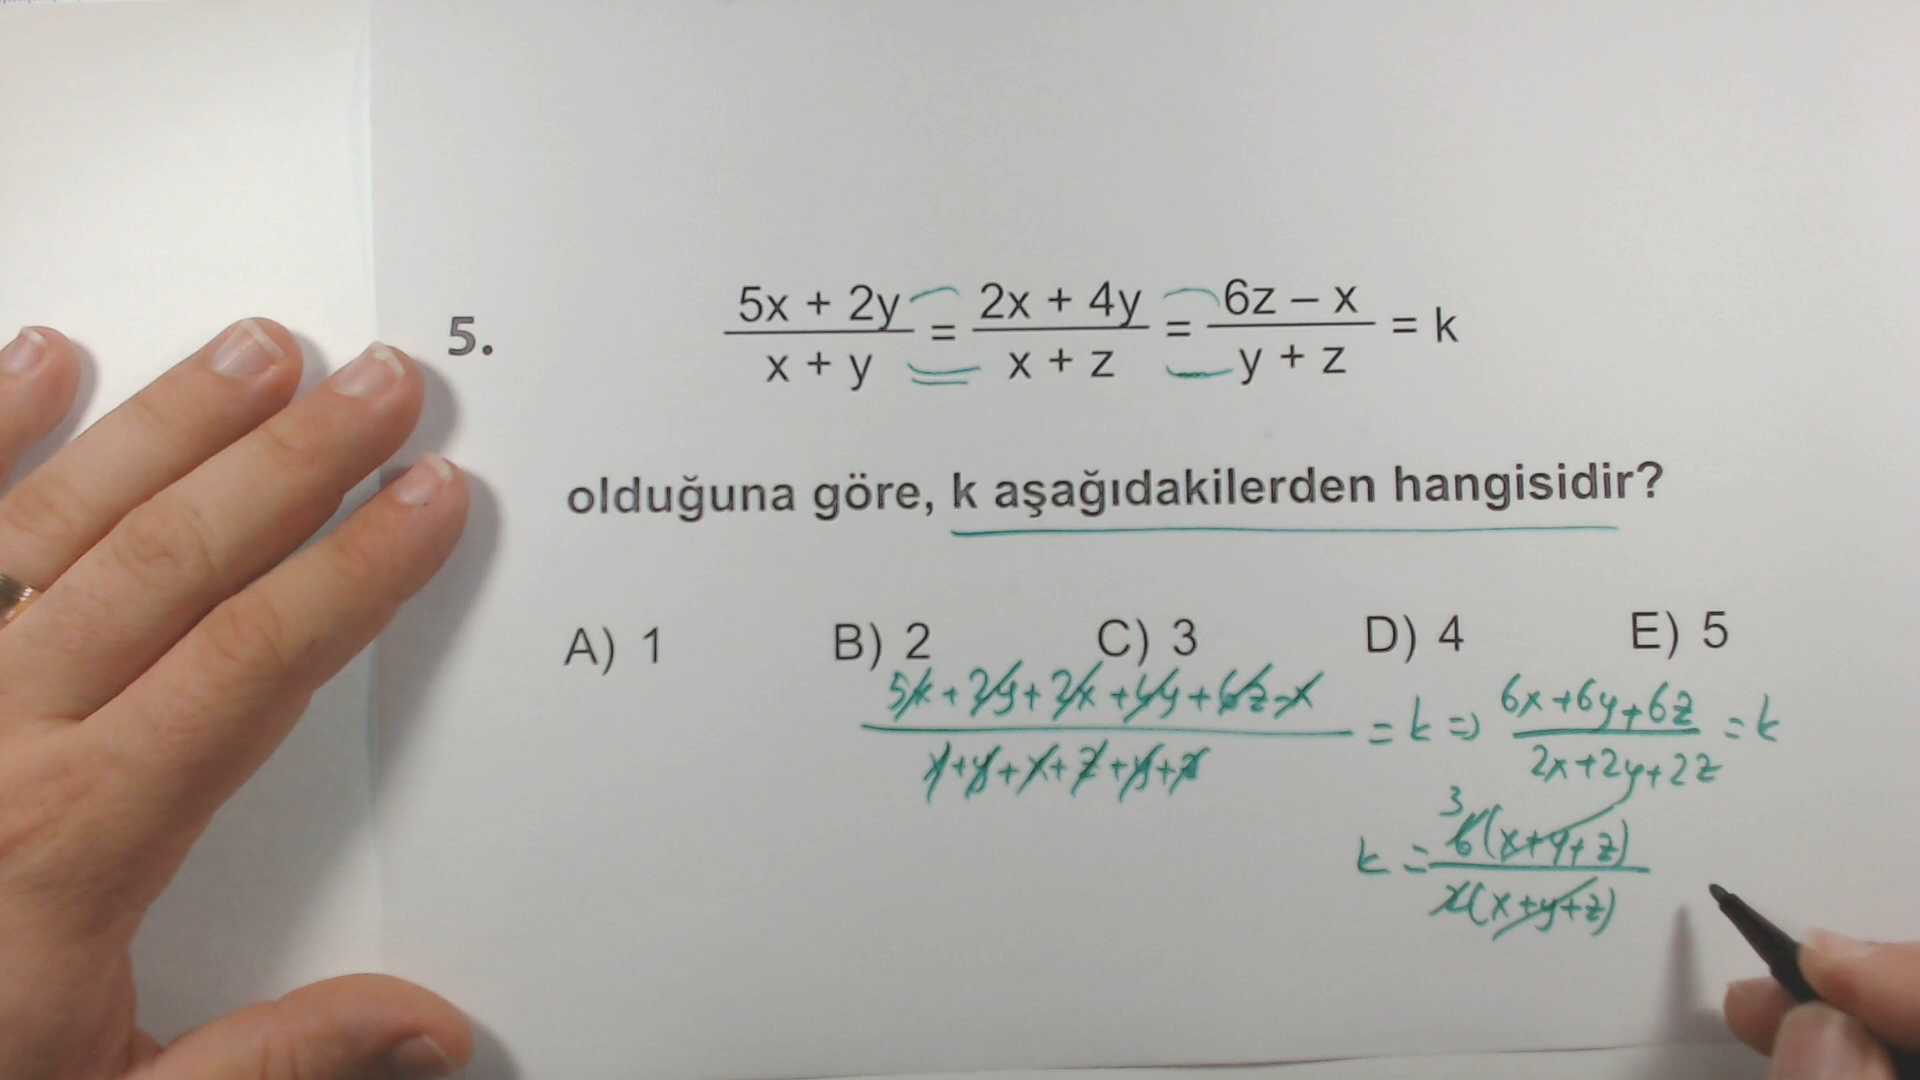 5.
5x + 2y / x + y = 2x + 4y / x + z = 6z – x / y + z = k
olduğuna göre, k aşağıdakilerden hangisidir?
A) 1 B) 2 C) 3 D) 4 E) 5
5x + 2y + 2x + 4y + 6z - x / x + y + x + z + y + z = k => 6x + 6y + 6z / 2x + 2y + 2z = k
3
k = 6(x + y + z) / 2(x + y + z)